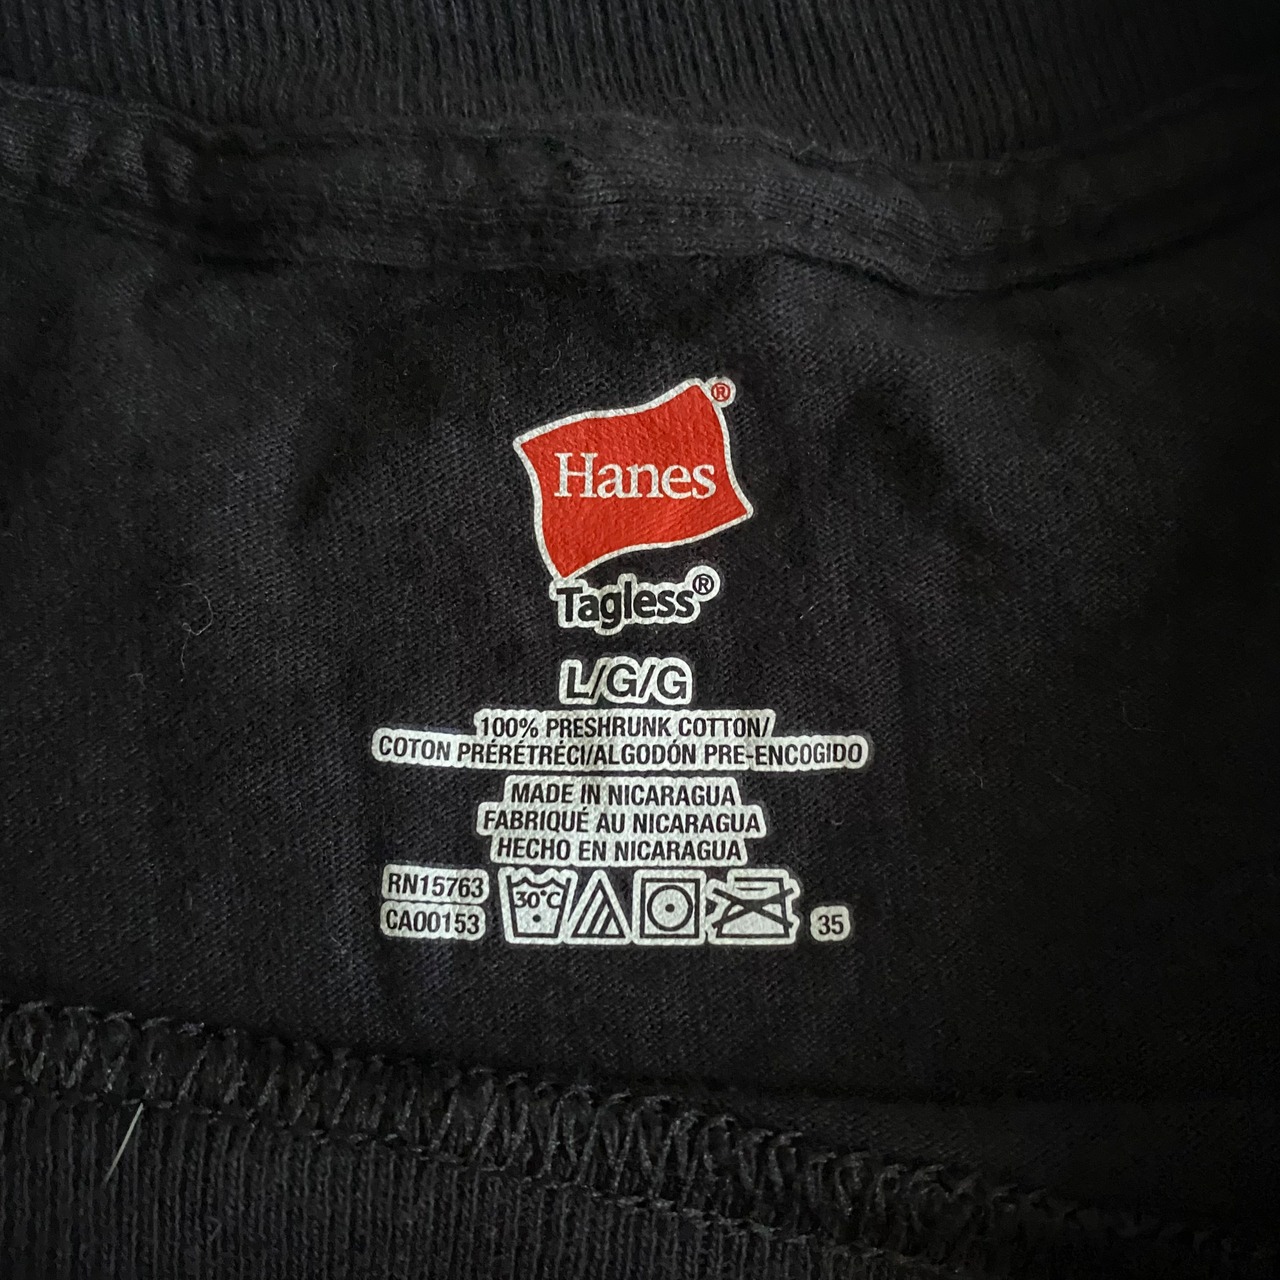 Hanes®
Tagless®
L/G/G
100% PRESHRUNK COTTON/
COTON PRÉRÉTRÉCI/ALGODÓN PRE-ENCOGIDO
MADE IN NICARAGUA
FABRIQUÉ AU NICARAGUA
HECHO EN NICARAGUA
RN15763
CA00153
30°C
35